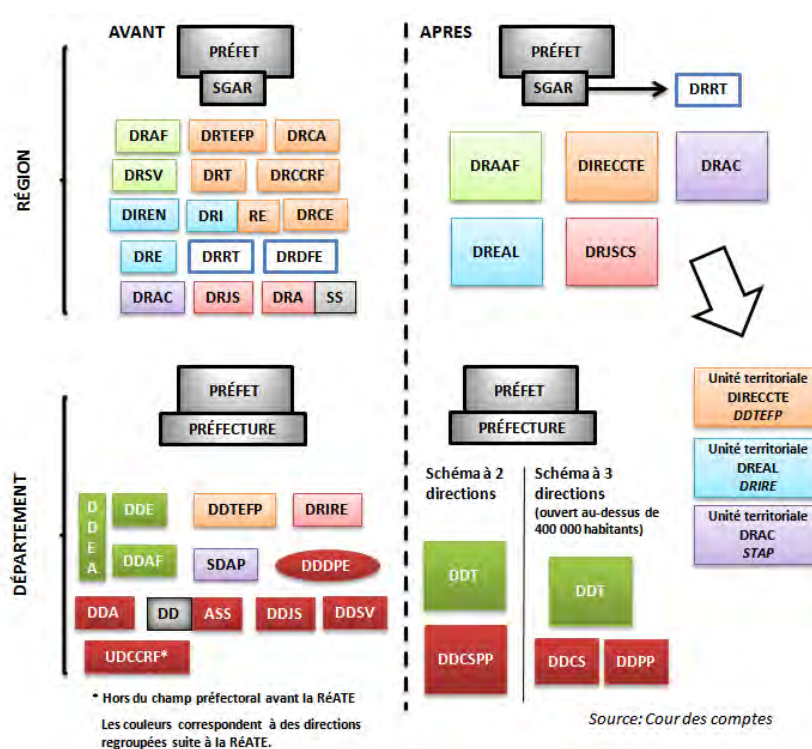 AVANT
PRÉFET
SGAR
DRAF DRTEFP DRCA
DRSV DRT DRCCRF
DIREN DRI RE DRCE
DRE DRRT DRDFE
DRAC DRJS DRA SS
RÉGION
APRES
PRÉFET
SGAR
DRRT
DRAAF DIRECCTE DRAC
DREAL DRJSCS
DÉPARTEMENT
PRÉFET
PRÉFECTURE
DDEA
DDE DDTEFP DRIRE
DDAF SDAP DDDPE
DDA DD ASS DDJS DDSV
UDCCRF*
* Hors du champ préfectoral avant la RéATE
Les couleurs correspondent à des directions
regroupées suite à la RéATE.
PRÉFET
PRÉFECTURE
Schéma à 2
directions
DDT
DDCSPP
Schéma à 3
directions
(ouvert au-dessus de
400 000 habitants)
DDT
DDCS DDPP
Unité territoriale
DIRECCTE
DDTEFP
Unité territoriale
DREAL
DRIRE
Unité territoriale
DRAC
STAP
Source: Cour des comptes